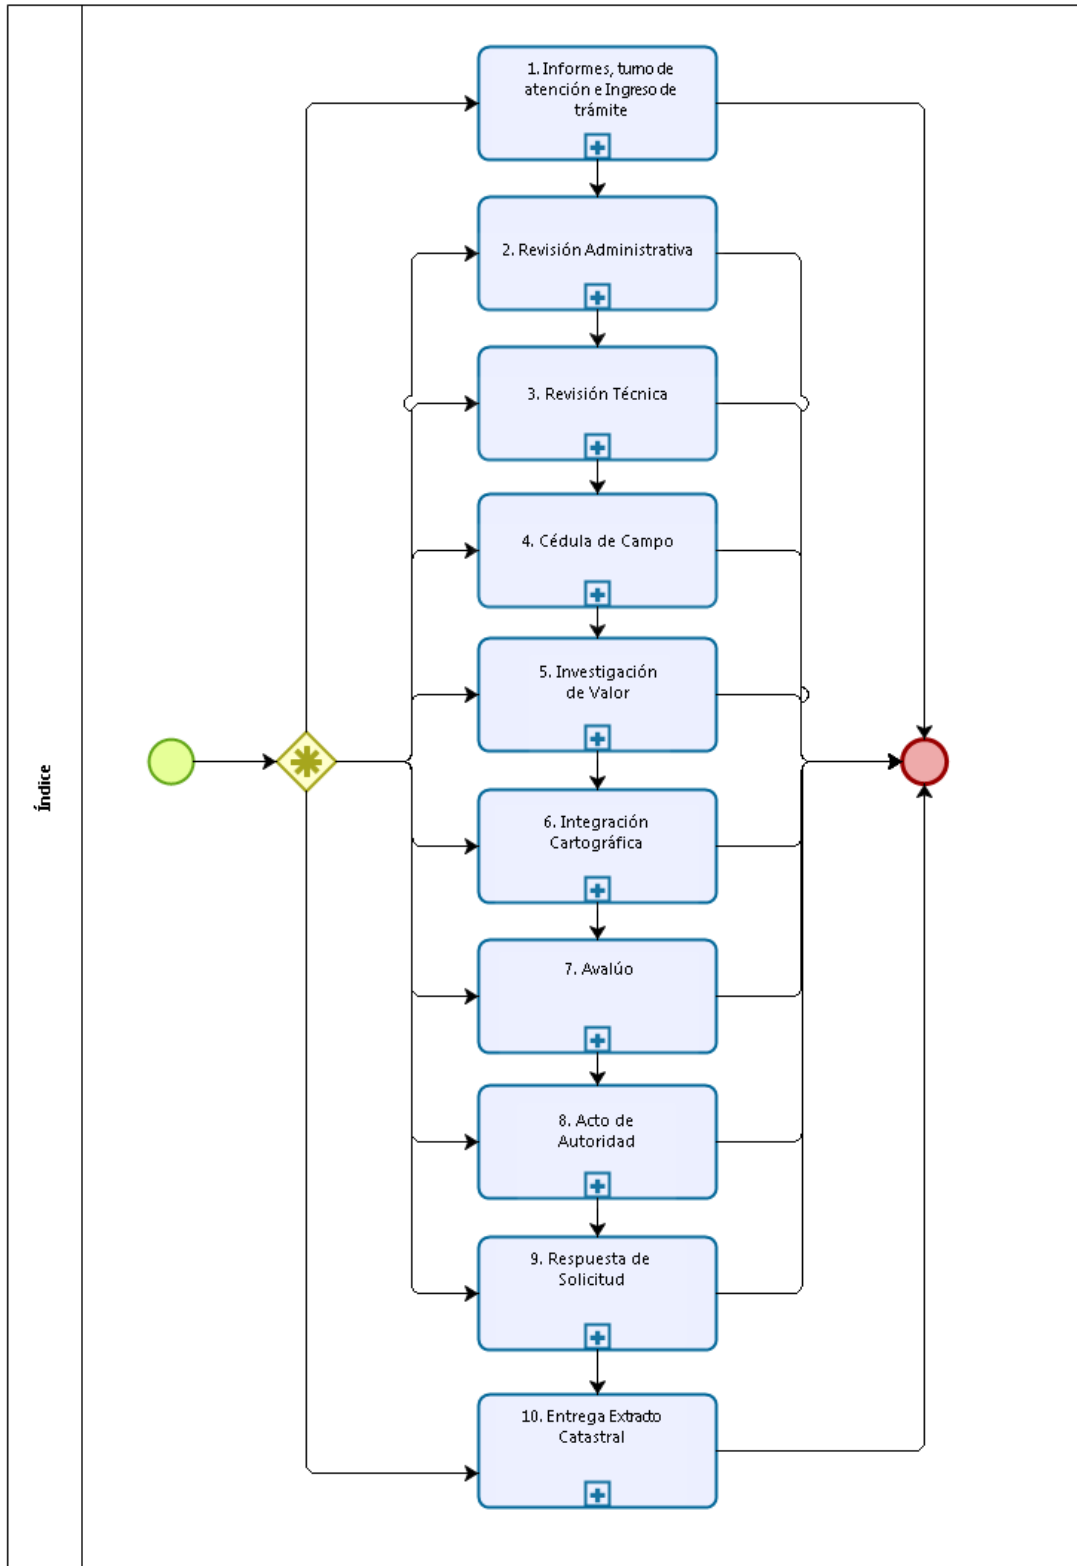 Índice
1. Informes, turno de
atención e Ingreso de
trámite
2. Revisión Administrativa
3. Revisión Técnica
4. Cédula de Campo
5. Investigación
de Valor
6. Integración
Cartográfica
7. Avalúo
8. Acto de
Autoridad
9. Respuesta de
Solicitud
10. Entrega Extracto
Catastral